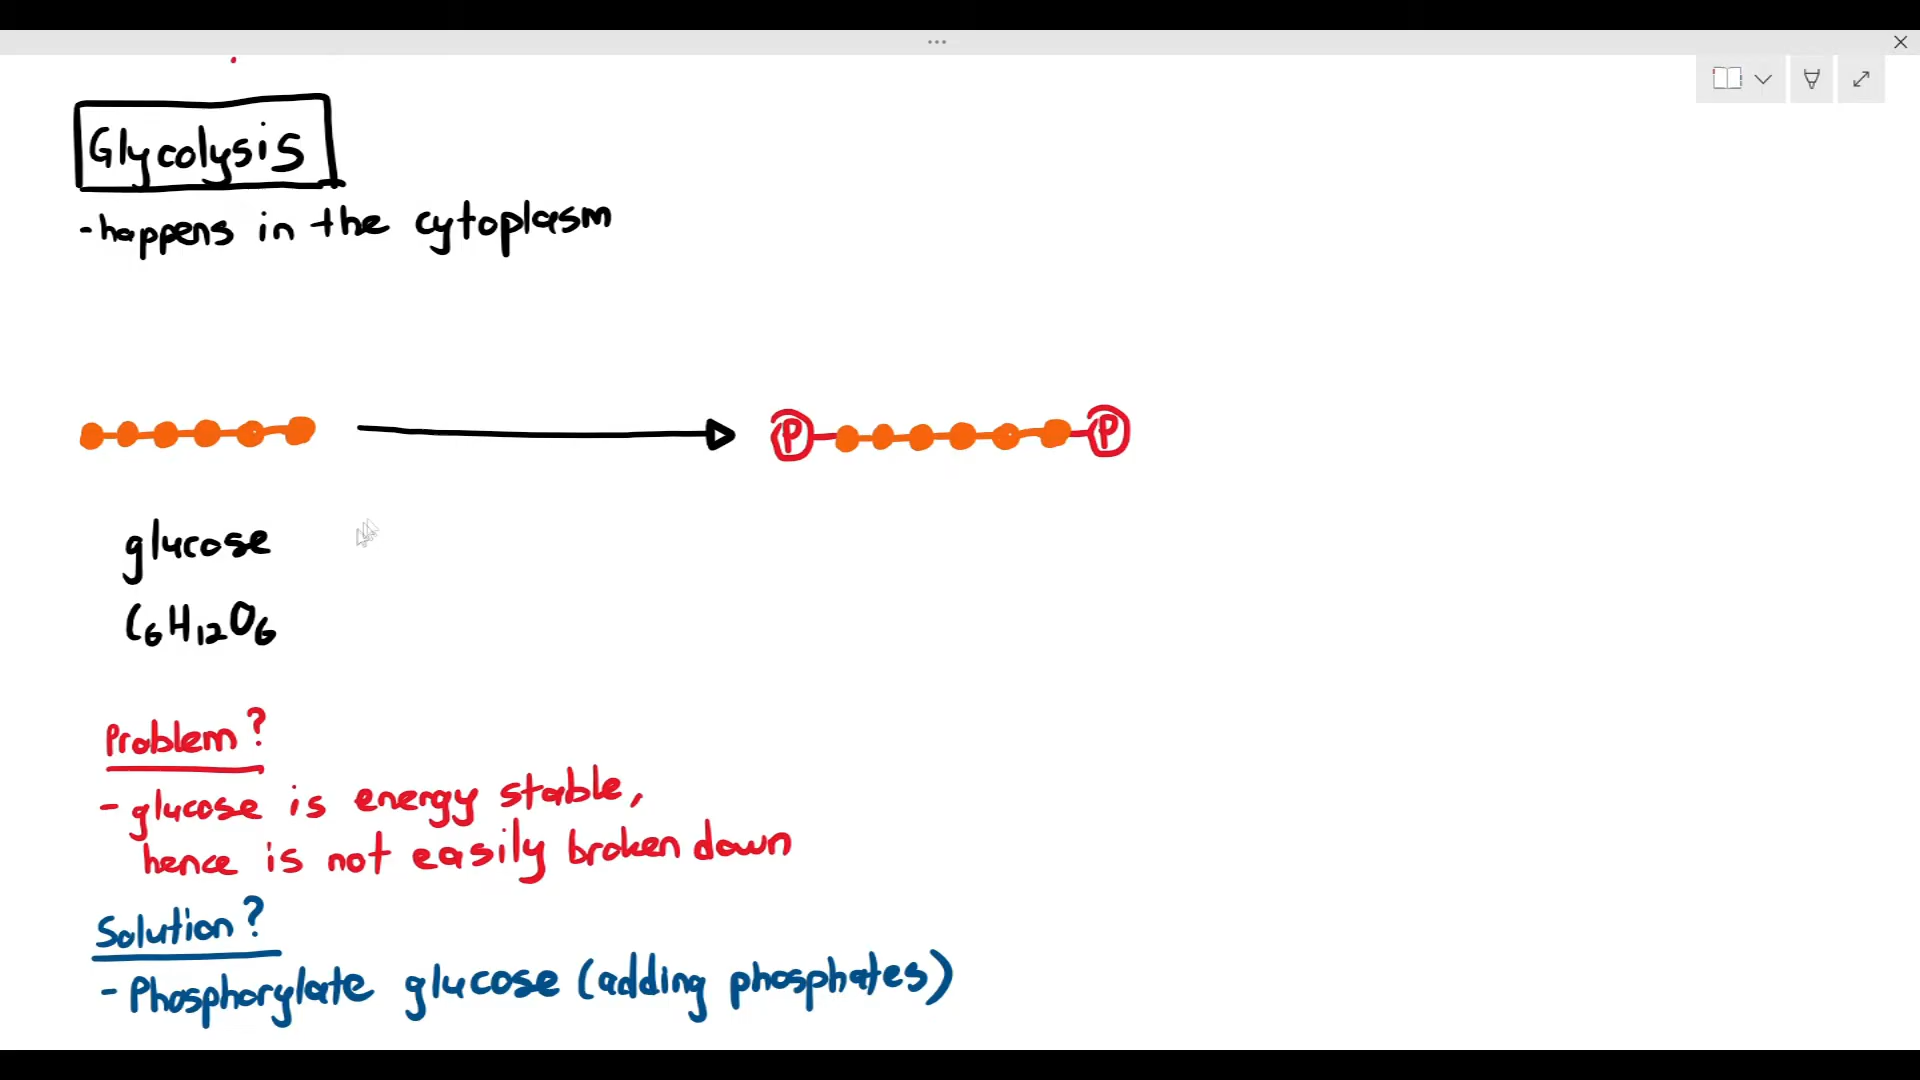 Glycolysis
- happens in the cytoplasm
P P
glucose
C₆H₁₂O₆
Problem?
- glucose is energy stable,
hence is not easily broken down
Solution?
- Phosphorylate glucose (adding phosphates)